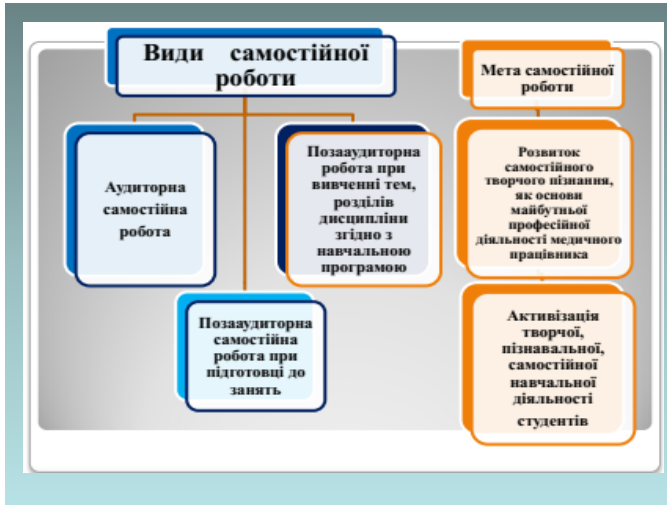 Види самостійної
роботи
Аудиторна
самостійна
робота
Позааудиторна
робота при
вивченні тем,
розділів
дисципліни
згідно з
навчальною
програмою
Позааудиторна
самостійна
робота при
підготовці до
занять
Мета самостійної
роботи
Розвиток
самостійного
творчого пізнання,
як основи
майбутньої
професійної
діяльності медичного
працівника
Активізація
творчої,
пізнавальної,
самостійної
навчальної
діяльності
студентів